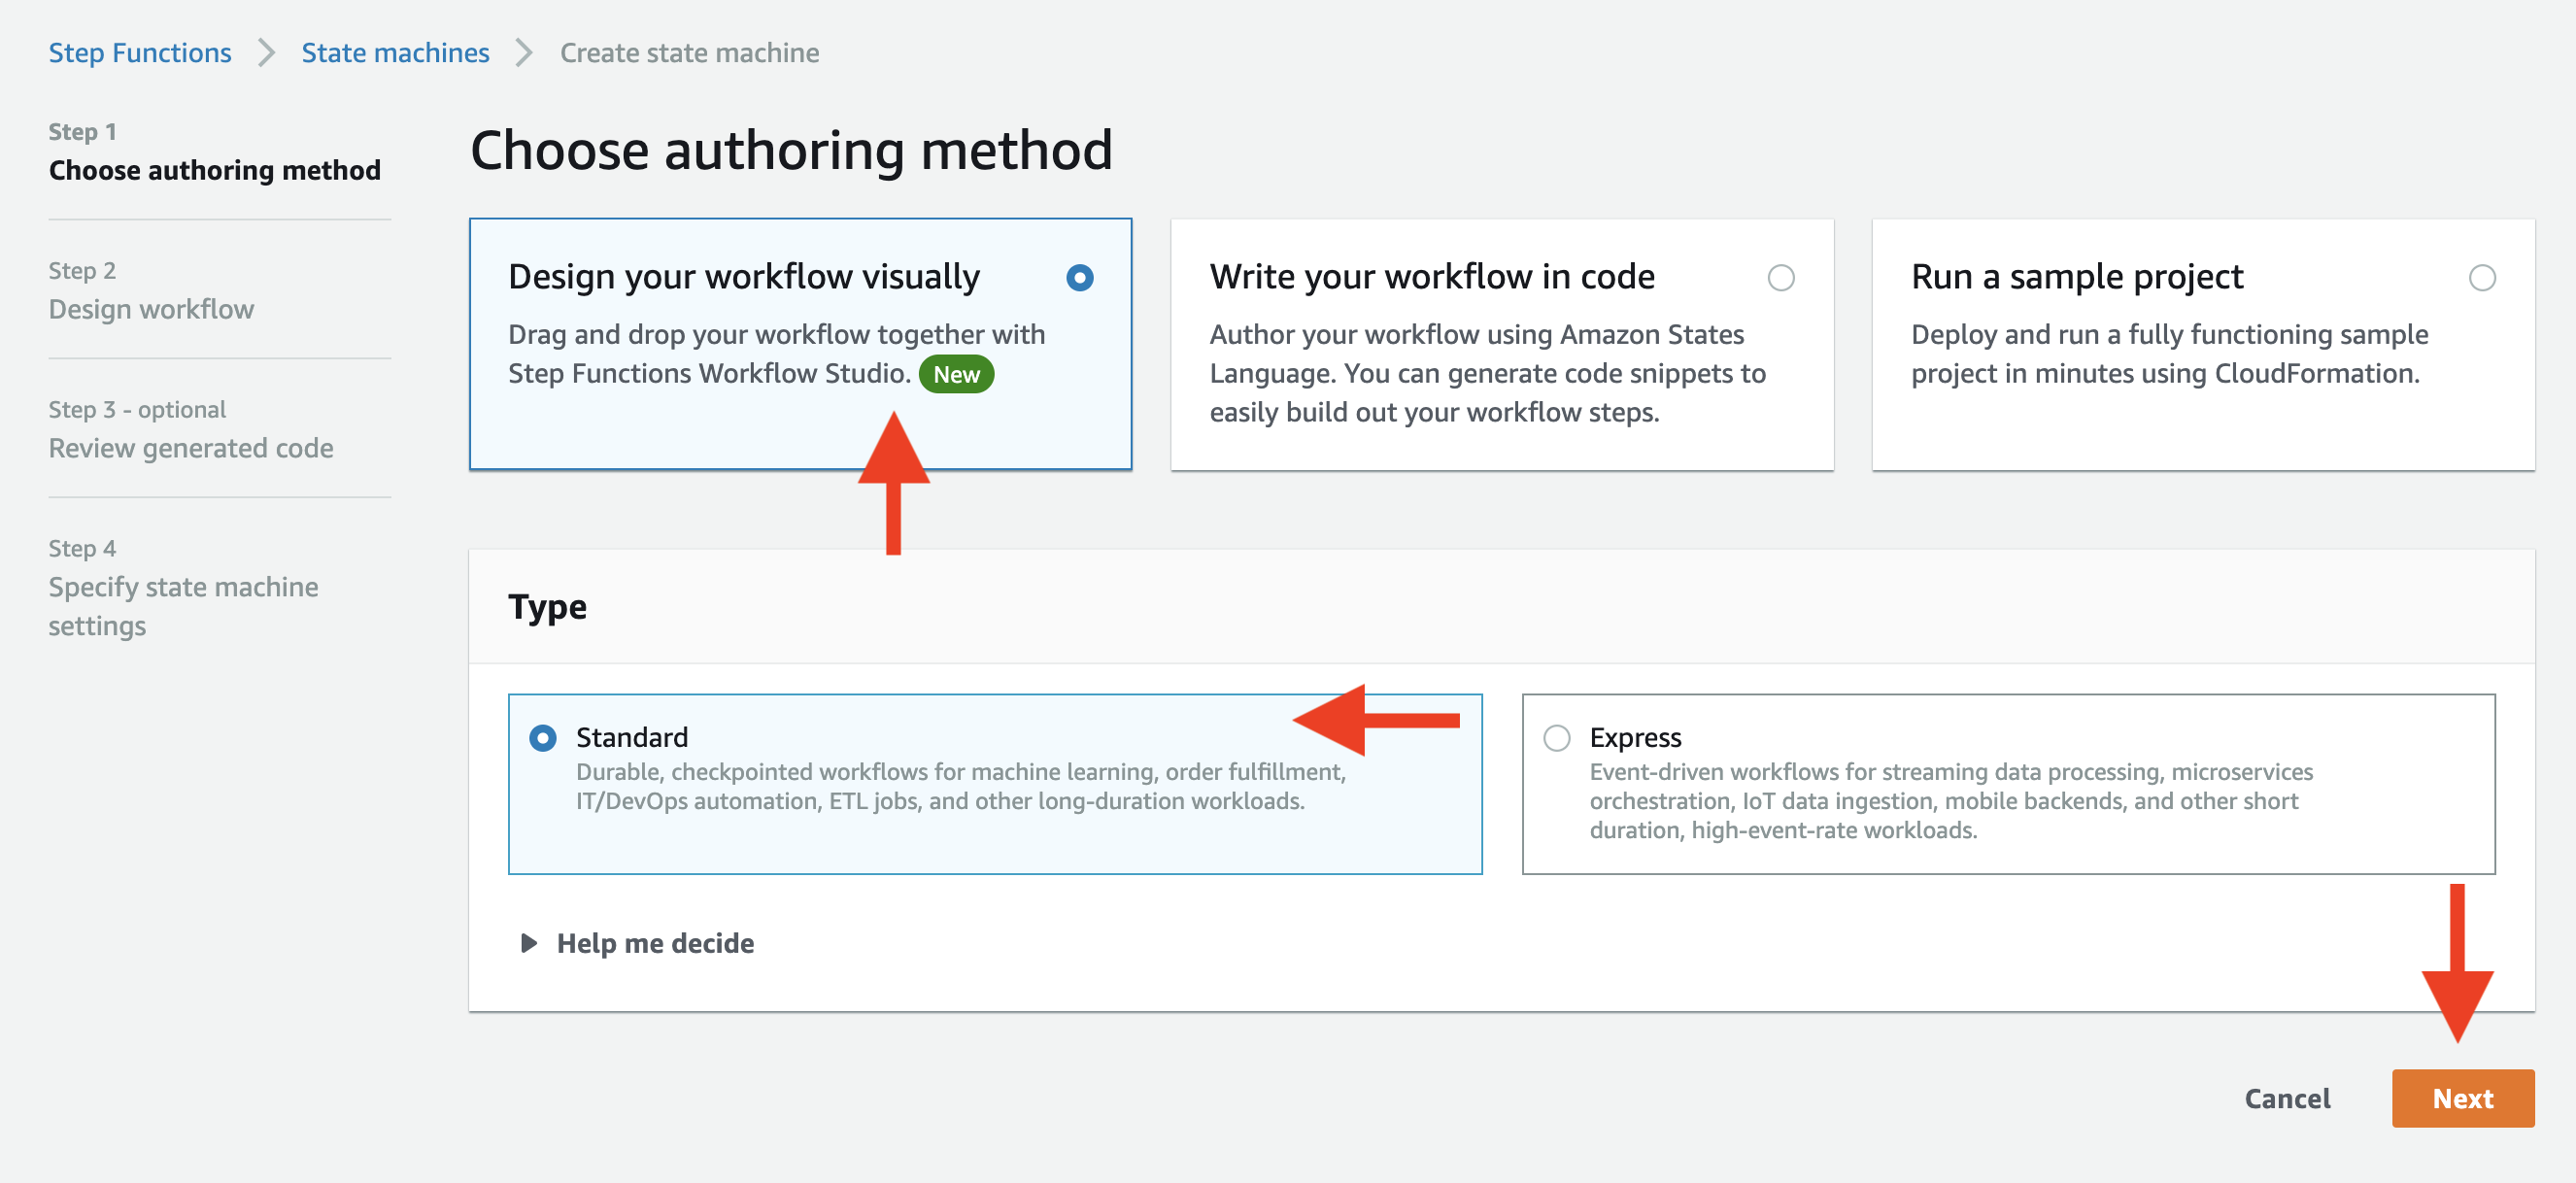 Step Functions > State machines > Create state machine
Step 1
Choose authoring method
Step 2
Design workflow
Step 3 - optional
Review generated code
Step 4
Specify state machine
settings
Choose authoring method
Design your workflow visually
Drag and drop your workflow together with
Step Functions Workflow Studio. New
Write your workflow in code
Author your workflow using Amazon States
Language. You can generate code snippets to
easily build out your workflow steps.
Run a sample project
Deploy and run a fully functioning sample
project in minutes using CloudFormation.
Type
Standard
Durable, checkpointed workflows for machine learning, order fulfillment,
IT/DevOps automation, ETL jobs, and other long-duration workloads.
Express
Event-driven workflows for streaming data processing, microservices
orchestration, IoT data ingestion, mobile backends, and other short
duration, high-event-rate workloads.
Help me decide
Cancel
Next